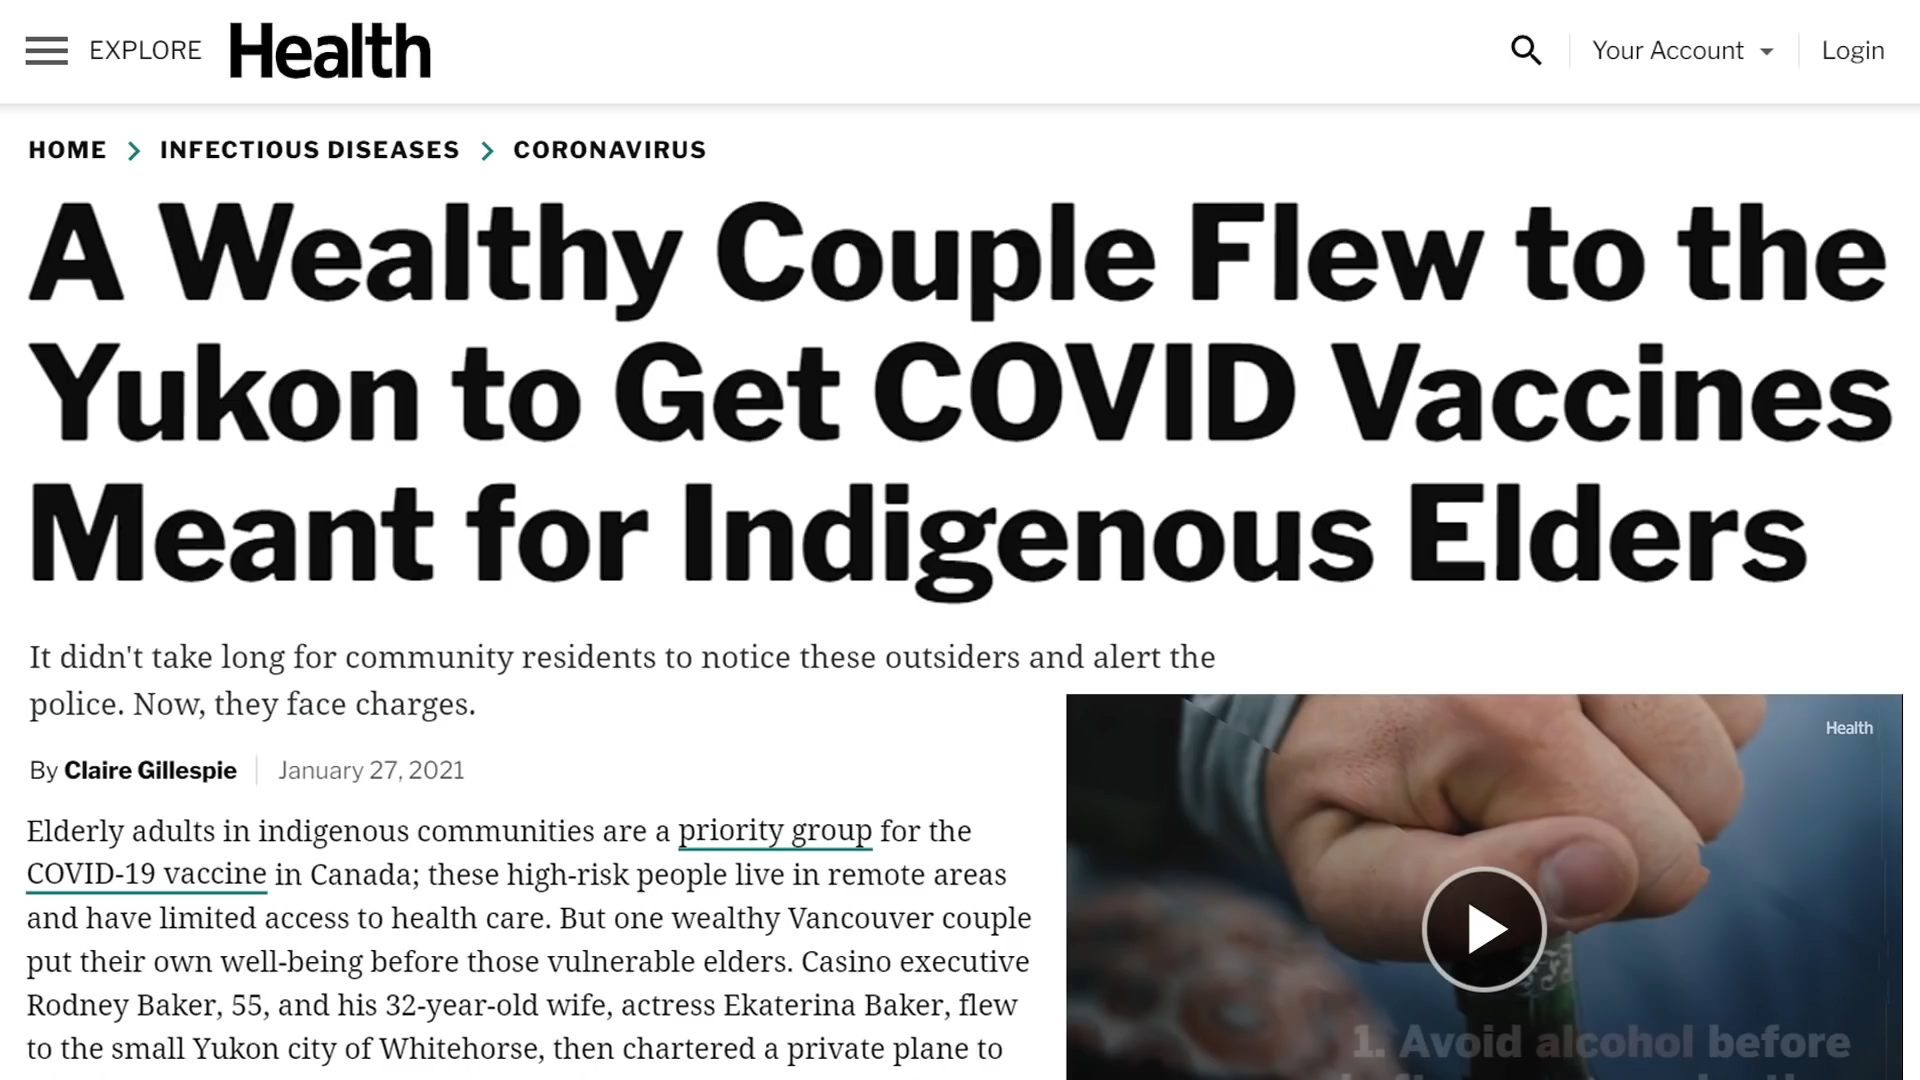 EXPLORE Health
Your Account Login
HOME > INFECTIOUS DISEASES > CORONAVIRUS
A Wealthy Couple Flew to the
Yukon to Get COVID Vaccines
Meant for Indigenous Elders
It didn't take long for community residents to notice these outsiders and alert the
police. Now, they face charges.
By Claire Gillespie January 27, 2021
Elderly adults in indigenous communities are a priority group for the
COVID-19 vaccine in Canada; these high-risk people live in remote areas
and have limited access to health care. But one wealthy Vancouver couple
put their own well-being before those vulnerable elders. Casino executive
Rodney Baker, 55, and his 32-year-old wife, actress Ekaterina Baker, flew
to the small Yukon city of Whitehorse, then chartered a private plane to
Health
1. Avoid alcohol before